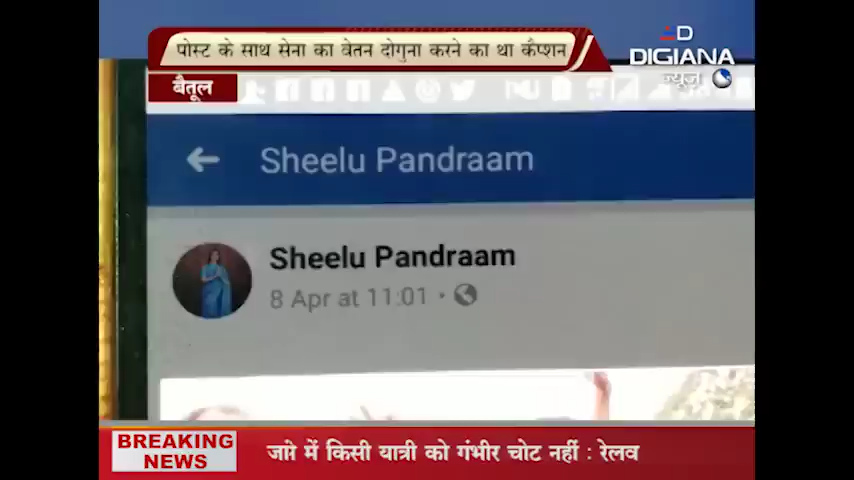 पोस्ट के साथ सेना का वेतन दोगुना करने का था कैप्शन
DIGIANA
न्यूज़
बैतूल
Sheelu Pandraam
Sheelu Pandraam
8 Apr at 11:01
BREAKING
NEWS
में किसी यात्री को गंभीर चोट नहीं : रेलव